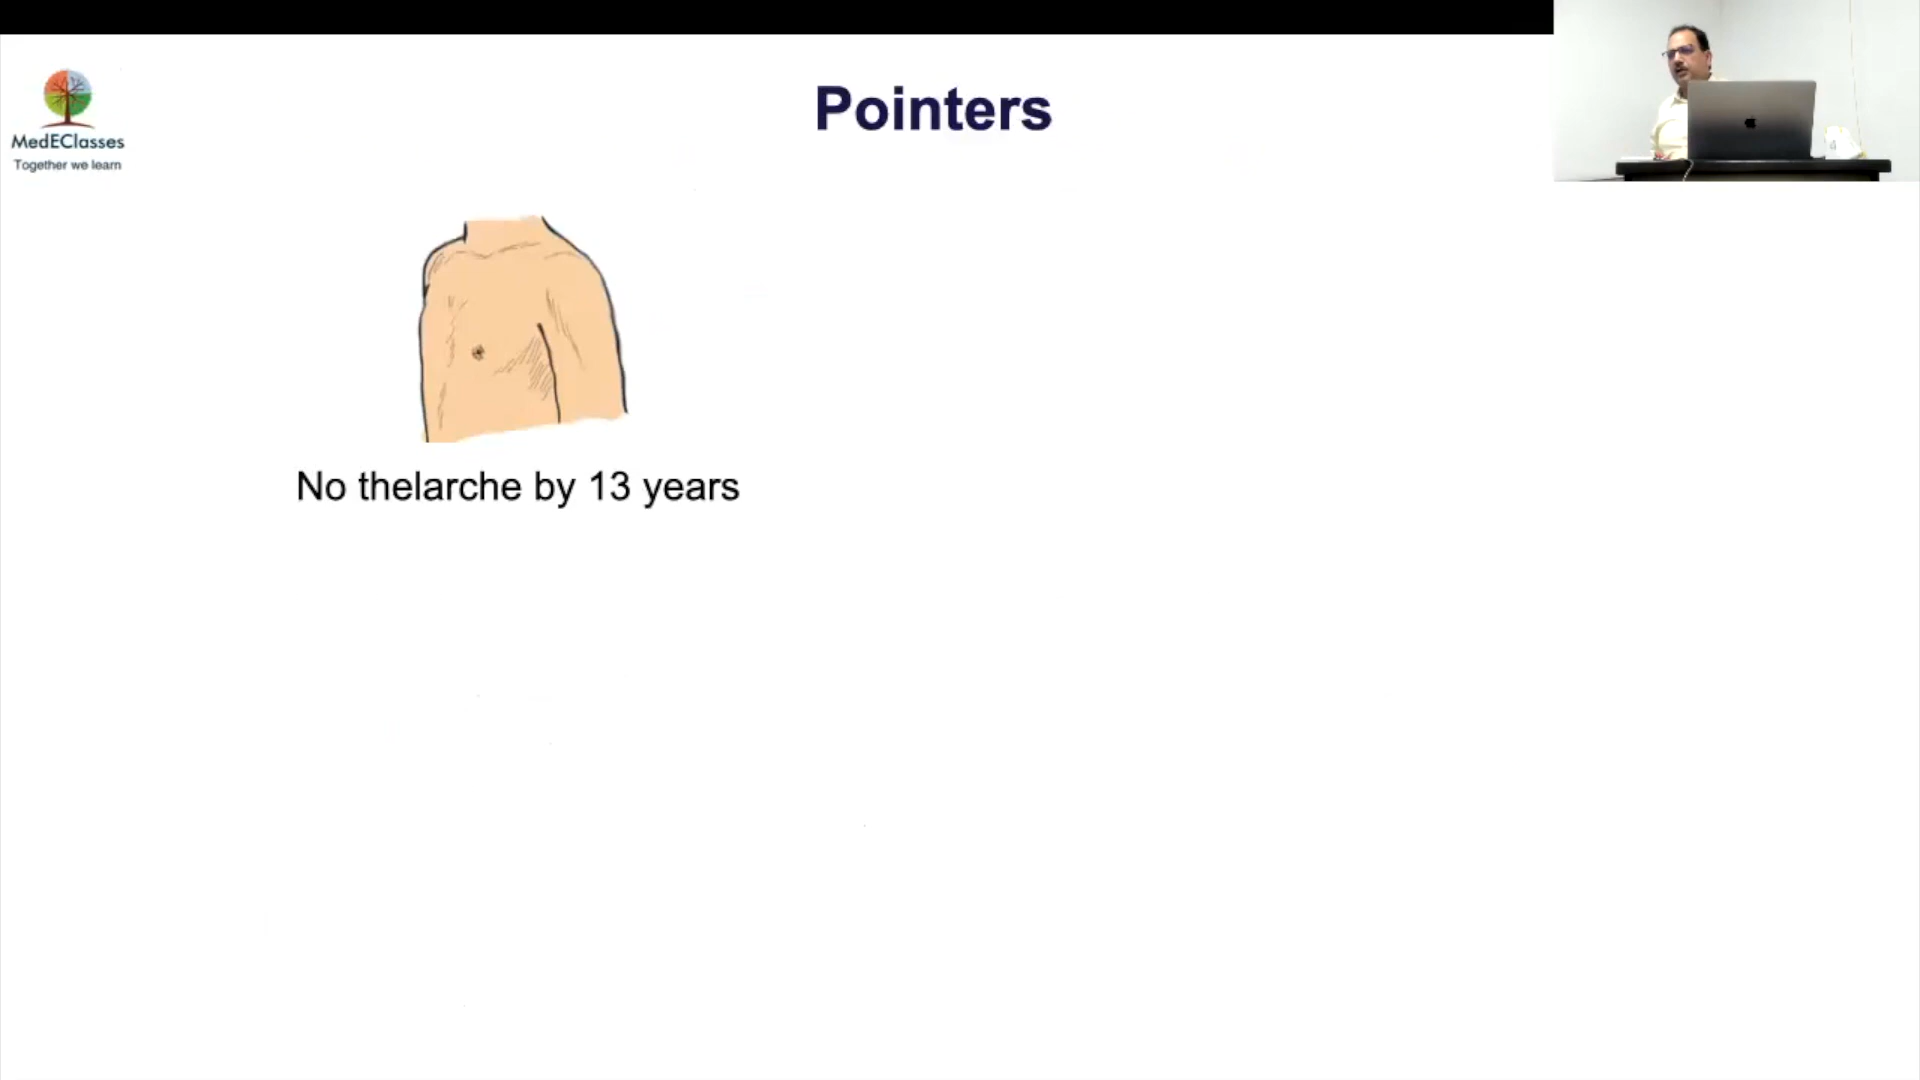 Pointers
MedEClasses
Together we learn
No thelarche by 13 years